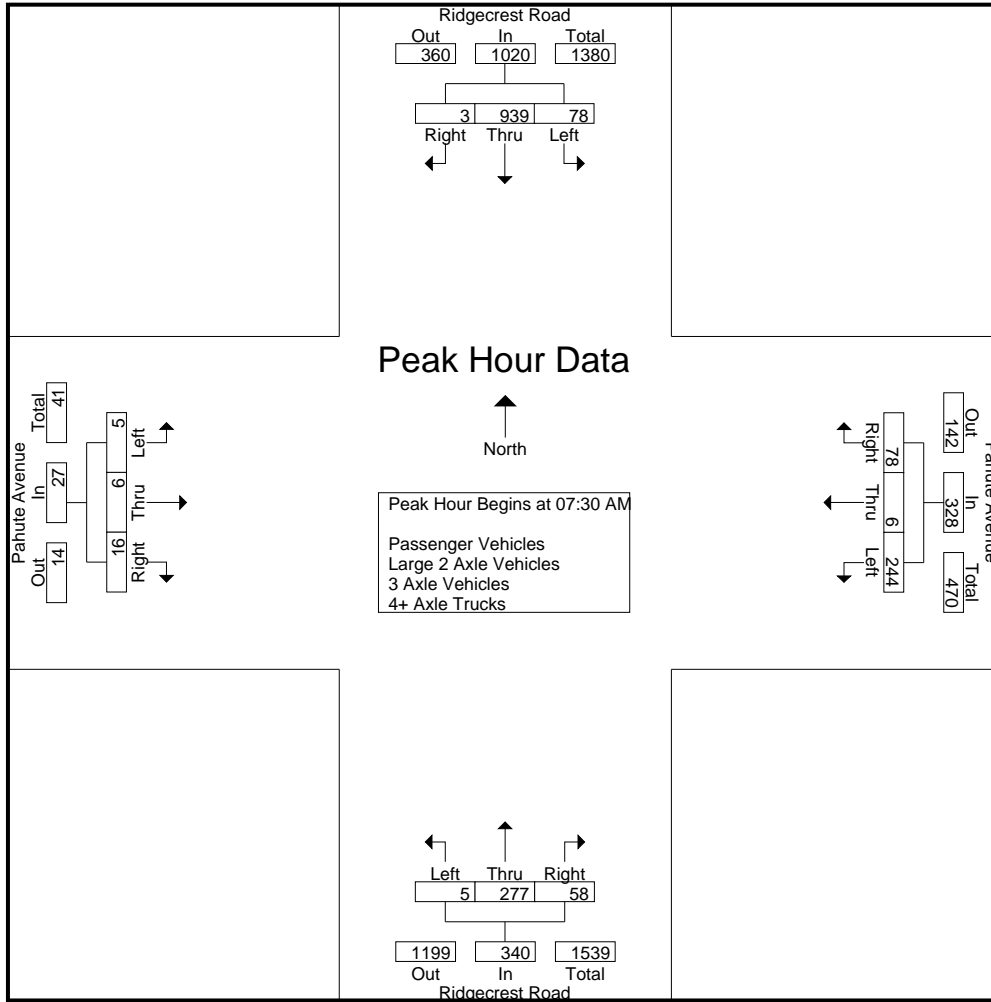 Ridgecrest Road
Out In Total
360 1020 1380
3 939 78
Right Thru Left
Peak Hour Data
North
Peak Hour Begins at 07:30 AM
Passenger Vehicles
Large 2 Axle Vehicles
3 Axle Vehicles
4+ Axle Trucks
Pahute Avenue
Out In Total
14 27 41
16 6 5
Right Thru Left
Pahute Avenue
Out In Total
142 328 470
78 6 244
Right Thru Left
Left Thru Right
5 277 58
1199 340 1539
Out In Total
Ridgecrest Road